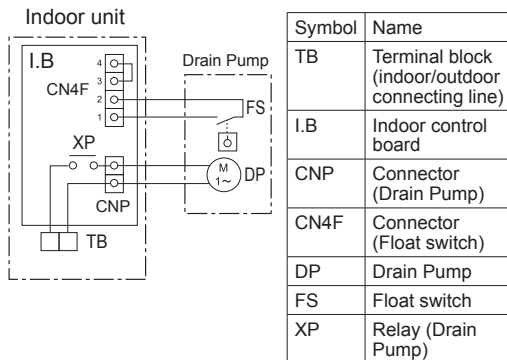 Indoor unit
I.B
4
3
CN4F
2
1
XP
CNP
TB
Drain Pump
FS
M
1~
DP
Symbol Name
TB Terminal block
(indoor/outdoor
connecting line)
I.B Indoor control
board
CNP Connector
(Drain Pump)
CN4F Connector
(Float switch)
DP Drain Pump
FS Float switch
XP Relay (Drain
Pump)